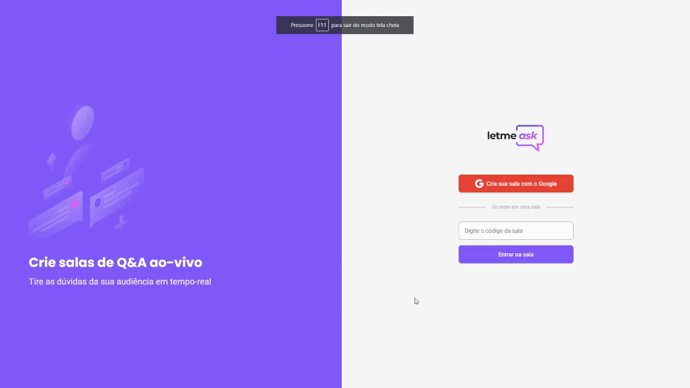 Pressione F11 para sair do modo tela cheia
letme ask
Crie sua sala com o Google
Ou entre em uma sala
Digite o código da sala
Entrar na sala
Crie salas de Q&A ao-vivo
Tire as dúvidas da sua audiência em tempo-real